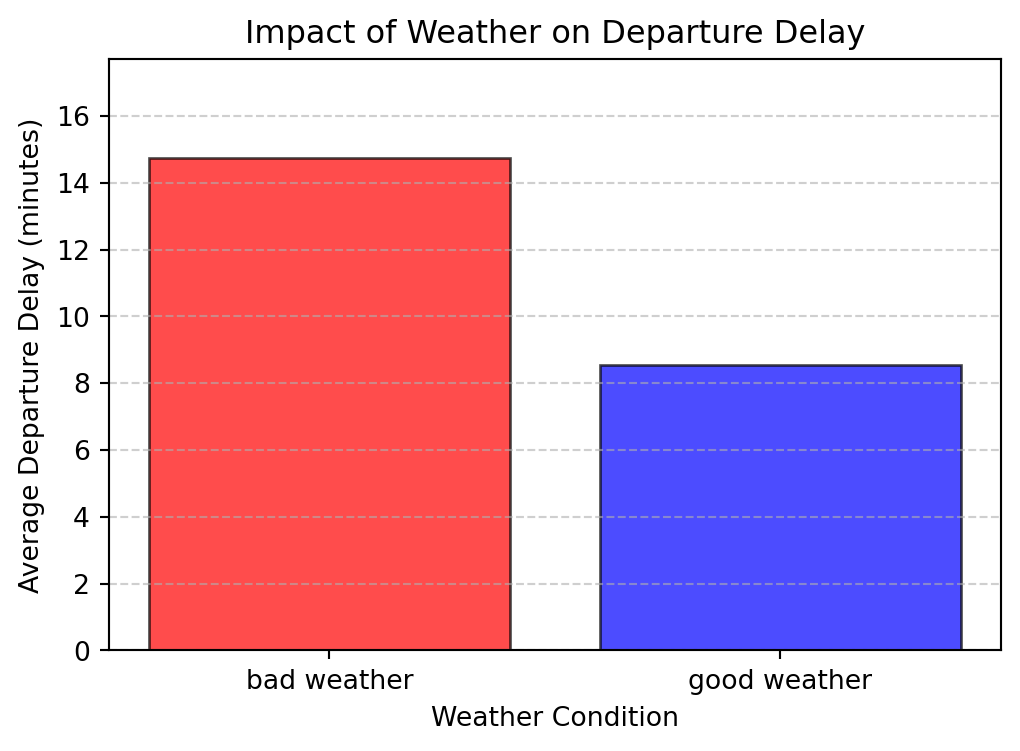 Impact of Weather on Departure Delay
Average Departure Delay (minutes)
16
14
12
10
8
6
4
2
0
bad weather
good weather
Weather Condition